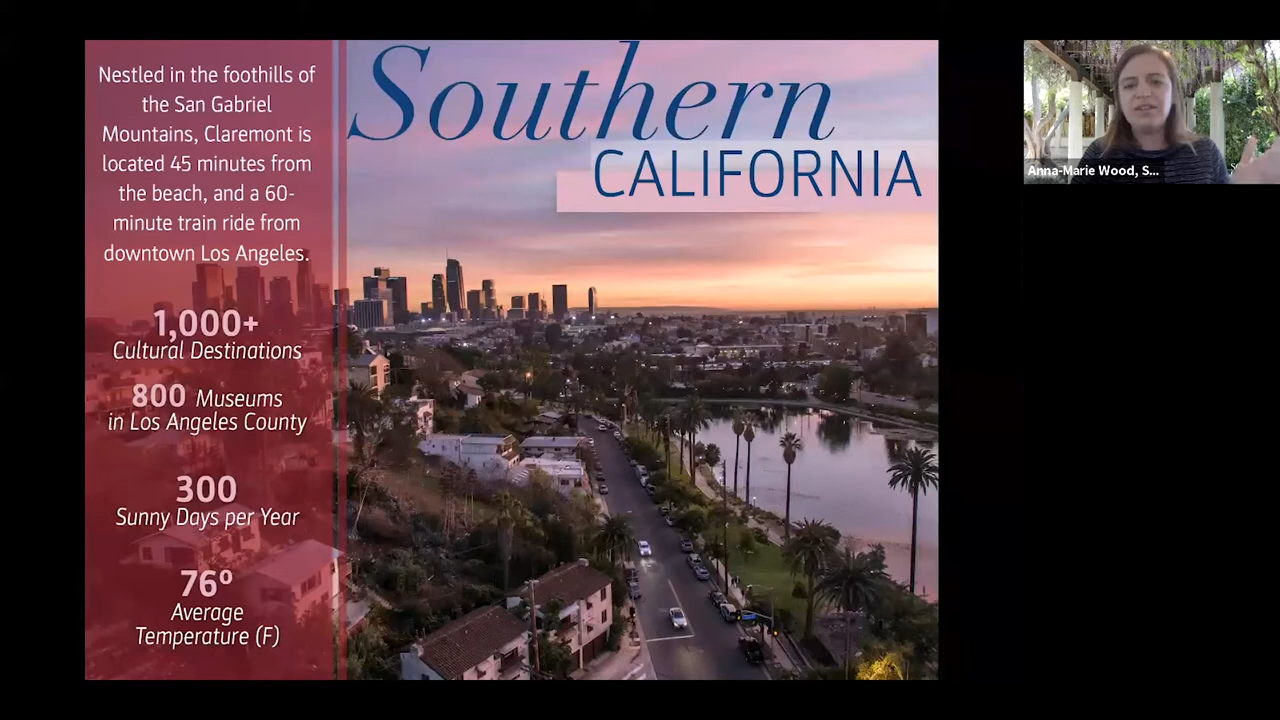 Nestled in the foothills of
the San Gabriel
Mountains, Claremont is
located 45 minutes from
the beach, and a 60-
minute train ride from
downtown Los Angeles.
1,000+
Cultural Destinations
800 Museums
in Los Angeles County
300
Sunny Days per Year
76º
Average
Temperature (F)
Southern
CALIFORNIA
Anna-Marie Wood, S...